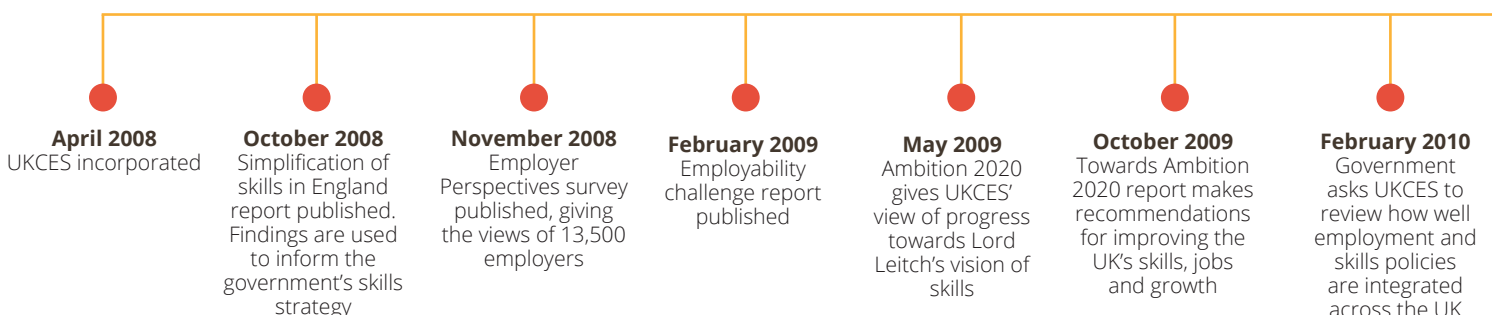 April 2008
UKCES incorporated
October 2008
Simplification of
skills in England
report published.
Findings are used
to inform the
government’s skills
strategy
November 2008
Employer
Perspectives survey
published, giving
the views of 13,500
employers
February 2009
Employability
challenge report
published
May 2009
Ambition 2020
gives UKCES’
view of progress
towards Lord
Leitch’s vision of
skills
October 2009
Towards Ambition
2020 report makes
recommendations
for improving the
UK’s skills, jobs
and growth
February 2010
Government
asks UKCES to
review how well
employment and
skills policies
are integrated
across the UK